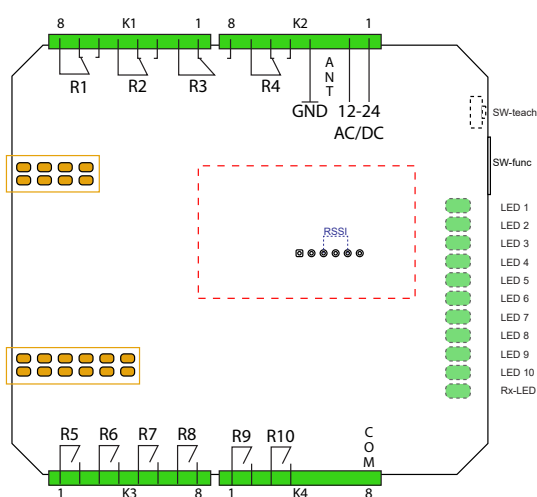 8 K1 1 8 K2 1
R1 R2 R3 R4
A
N
T
GND 12-24
AC/DC
SW-teach
SW-func
RSSI
LED 1
LED 2
LED 3
LED 4
LED 5
LED 6
LED 7
LED 8
LED 9
LED 10
Rx-LED
R5 R6 R7 R8 R9 R10
C
O
M
1 K3 8 1 K4 8